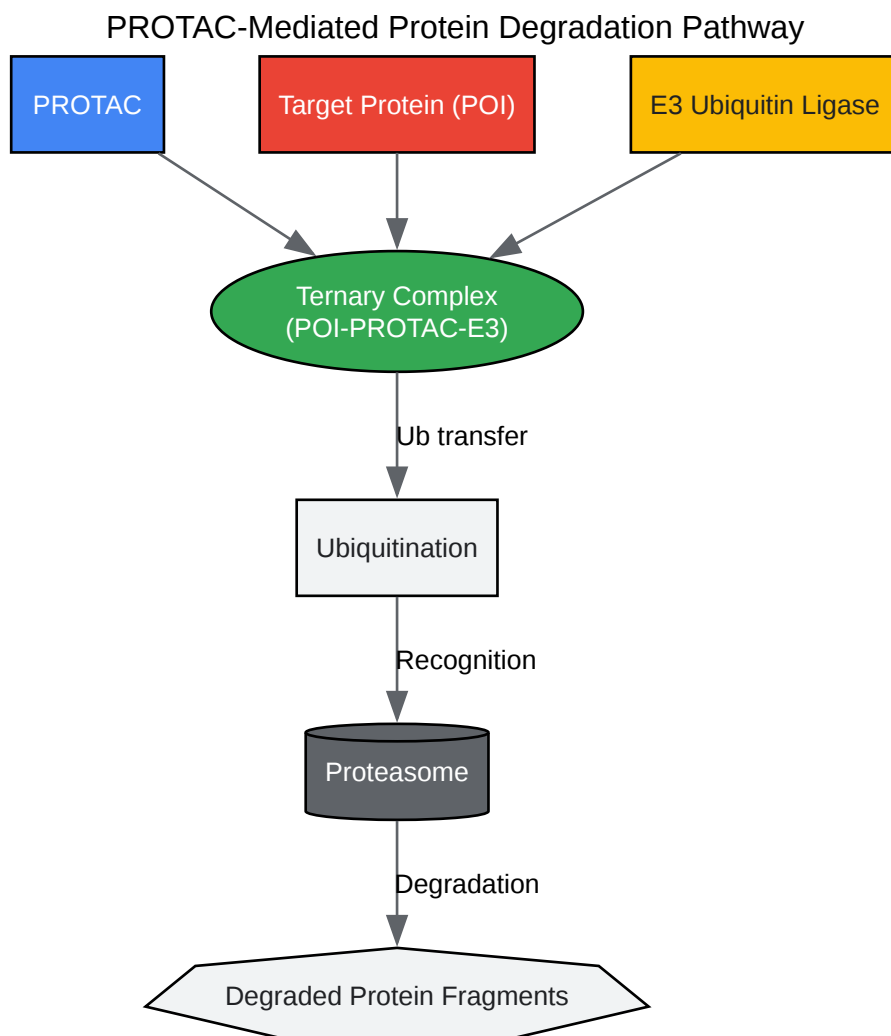 PROTAC-Mediated Protein Degradation Pathway
PROTAC
Target Protein (POI)
E3 Ubiquitin Ligase
Ternary Complex
(POI-PROTAC-E3)
Ub transfer
Ubiquitination
Recognition
Proteasome
Degradation
Degraded Protein Fragments